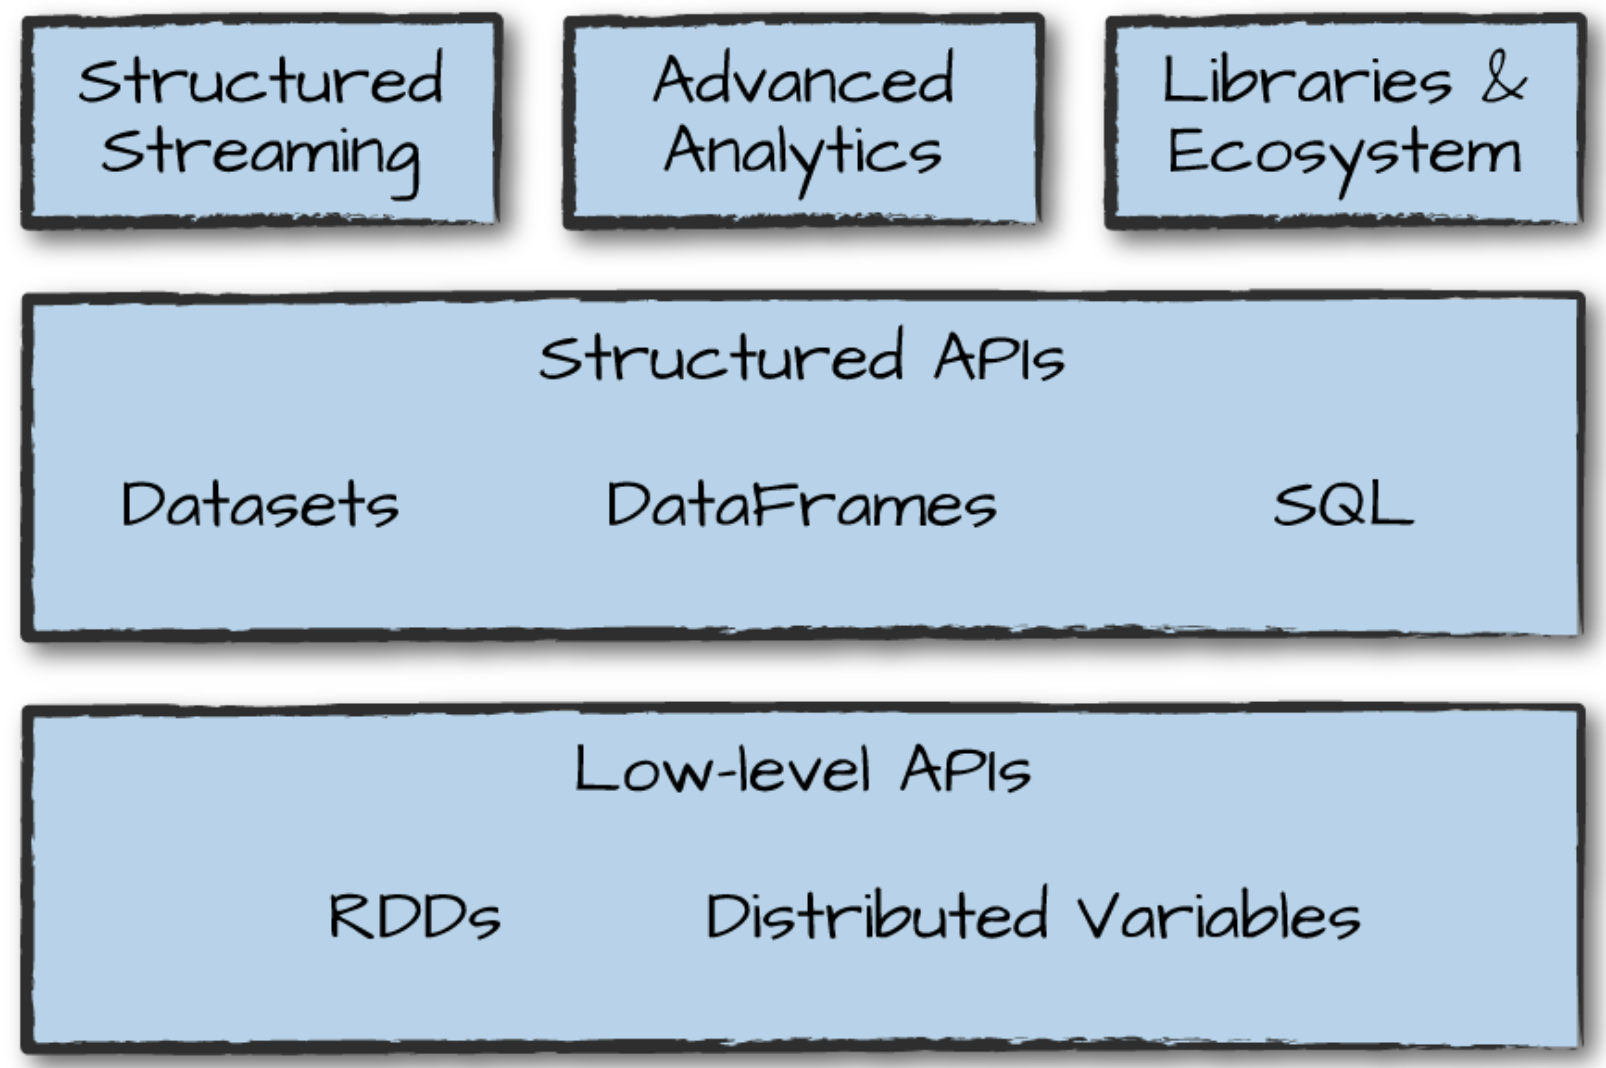 Structured
Streaming
Advanced
Analytics
Libraries &
Ecosystem
Structured APIs
Datasets DataFrames SQL
Low-level APIs
RDDs Distributed Variables